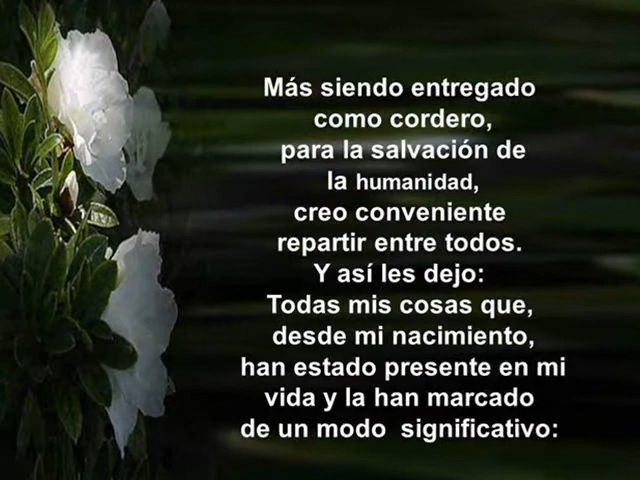 Más siendo entregado
como cordero,
para la salvación de
la humanidad,
creo conveniente
repartir entre todos.
Y así les dejo:
Todas mis cosas que,
desde mi nacimiento,
han estado presente en mi
vida y la han marcado
de un modo  significativo: